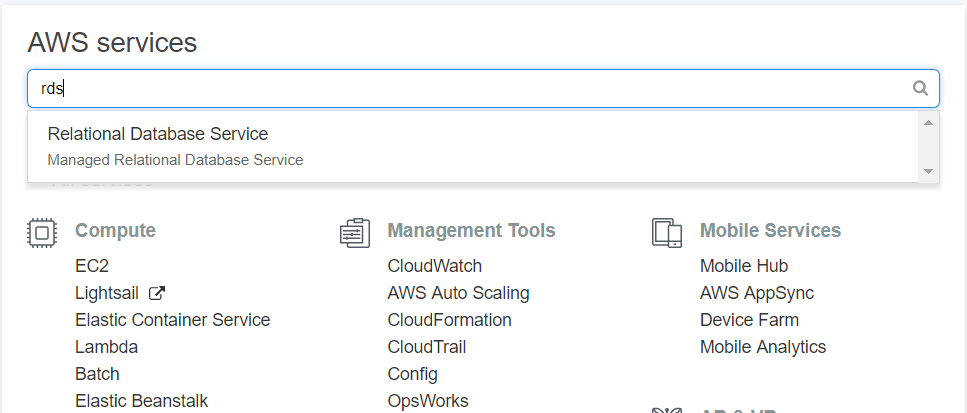 AWS services
rds
Relational Database Service
Managed Relational Database Service
Compute
EC2
Lightsail
Elastic Container Service
Lambda
Batch
Elastic Beanstalk
Management Tools
CloudWatch
AWS Auto Scaling
CloudFormation
CloudTrail
Config
OpsWorks
Mobile Services
Mobile Hub
AWS AppSync
Device Farm
Mobile Analytics